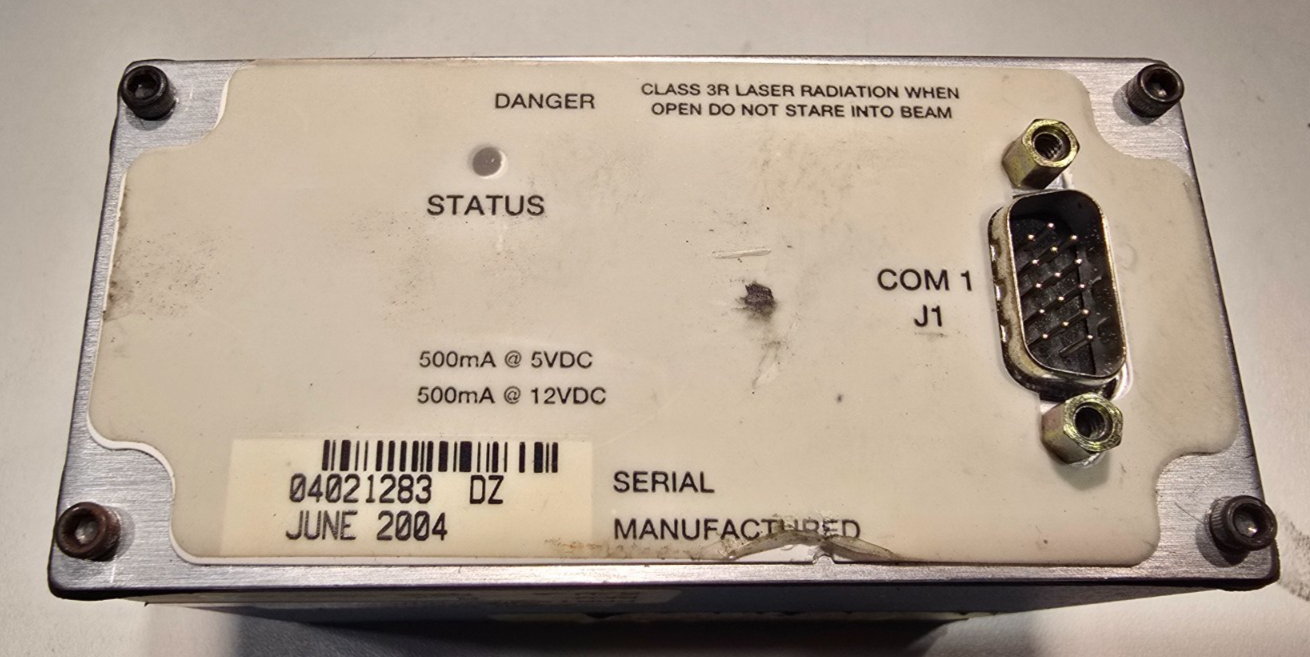 DANGER
CLASS 3R LASER RADIATION WHEN
OPEN DO NOT STARE INTO BEAM
STATUS
COM 1
J1
500mA @ 5VDC
500mA @ 12VDC
04021283 DZ
JUNE 2004
SERIAL
MANUFACTURED